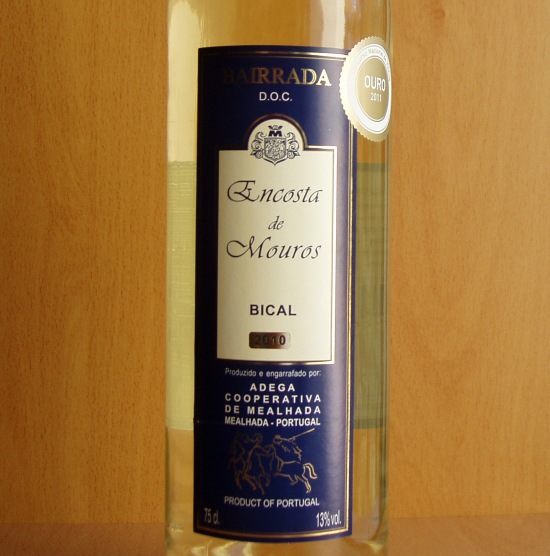 BAIRRADA
D.O.C.
OURO
2011
M
Encosta
de
Mouros
BICAL
2010
Produzido e engarrafado por:
ADEGA
COOPERATIVA
DE MEALHADA
MEALHADA - PORTUGAL
PRODUCT OF PORTUGAL
75 cl. 13% vol.